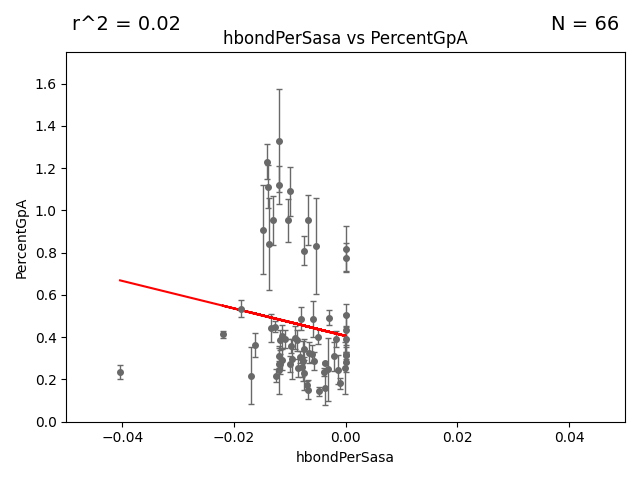 r^2 = 0.02
N = 66
hbondPerSasa vs PercentGpA
1.6
1.4
1.2
1.0
0.8
0.6
0.4
0.2
0.0
PercentGpA
−0.04
−0.02
0.00
0.02
0.04
hbondPerSasa